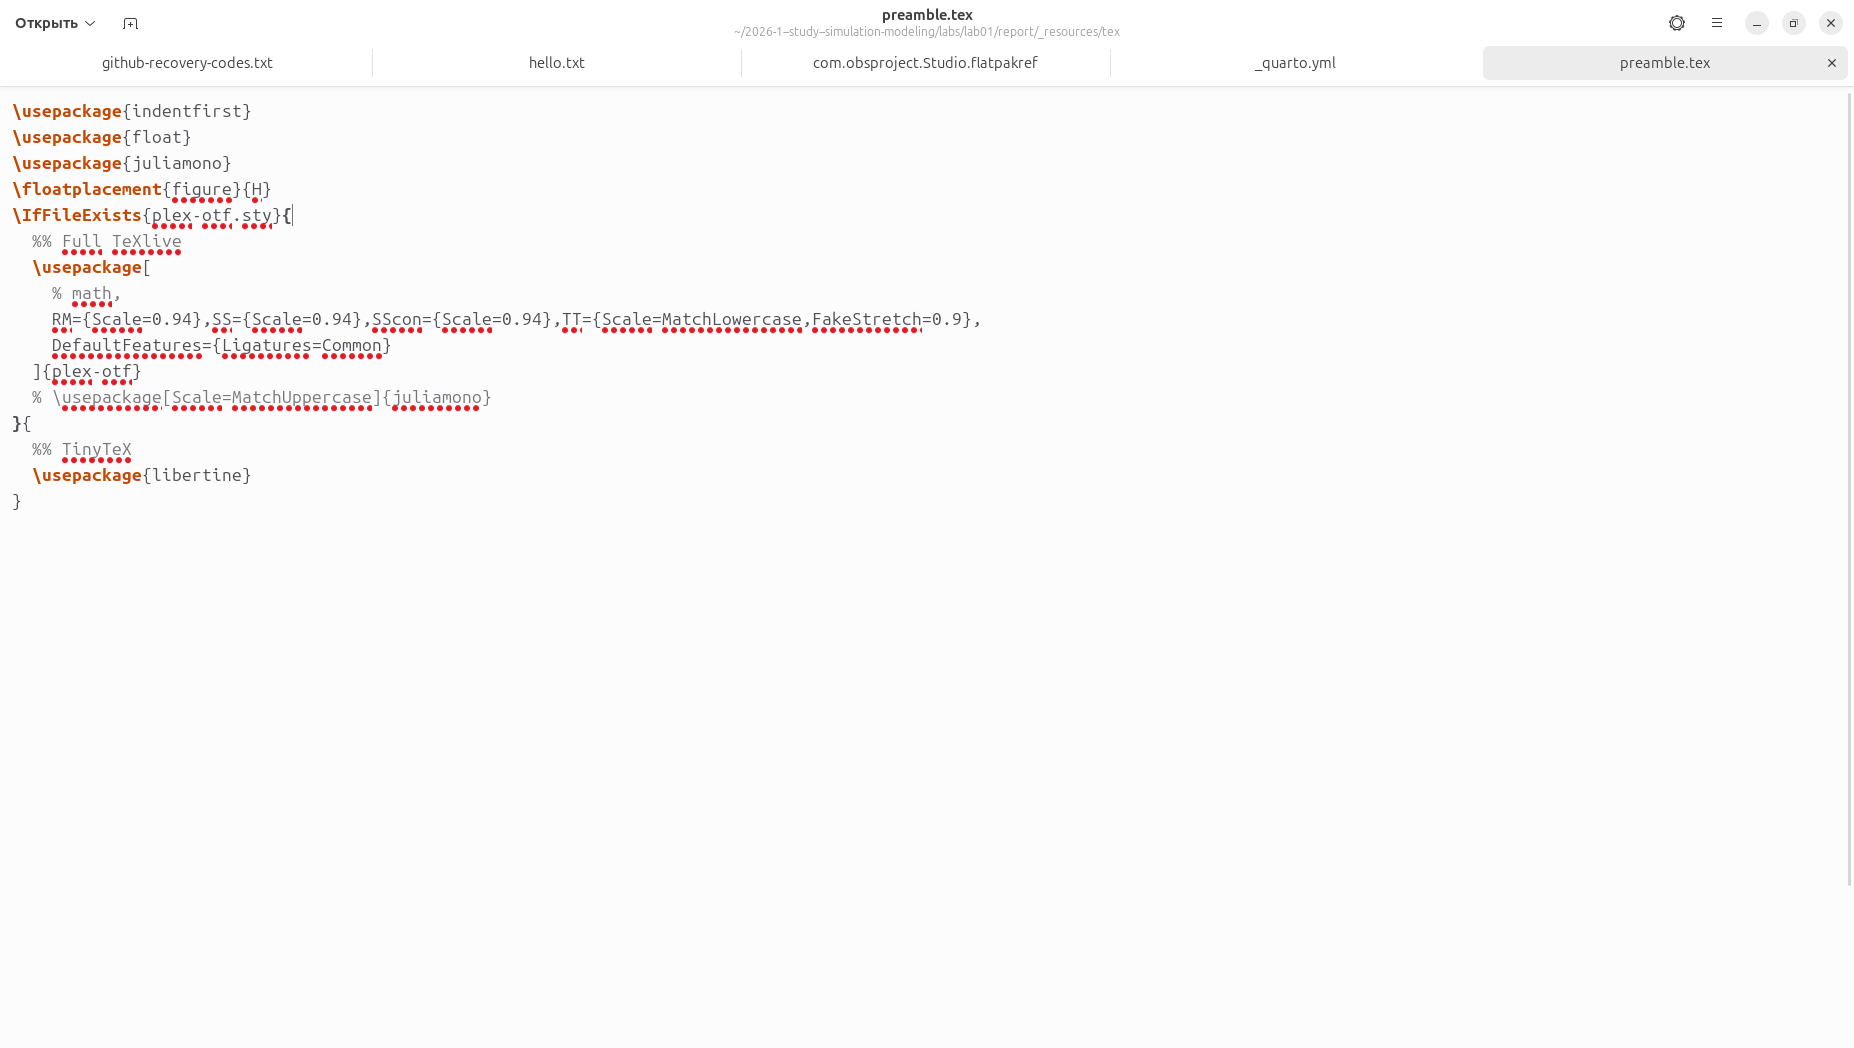 Открыть
preamble.tex
~/2026-1--study--simulation-modeling/labs/lab01/report/_resources/tex
github-recovery-codes.txt
hello.txt
com.obsproject.Studio.flatpakref
_quarto.yml
preamble.tex
\usepackage{indentfirst}
\usepackage{float}
\usepackage{juliamono}
\floatplacement{figure}{H}
\IfFileExists{plex-otf.sty}{
  %% Full TeXlive
  \usepackage[
    % math,
    RM={Scale=0.94},SS={Scale=0.94},SScon={Scale=0.94},TT={Scale=MatchLowercase,FakeStretch=0.9},
    DefaultFeatures={Ligatures=Common}
  ]{plex-otf}
  % \usepackage[Scale=MatchUppercase]{juliamono}
}{
  %% TinyTeX
  \usepackage{libertine}
}